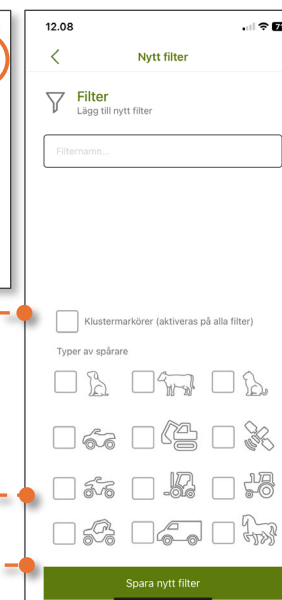 12.08
77
Nytt filter
Filter
Lägg till nytt filter
Filternamn...
Klustermarkörer (aktiveras på alla filter)
Typer av spårare
Spara nytt filter